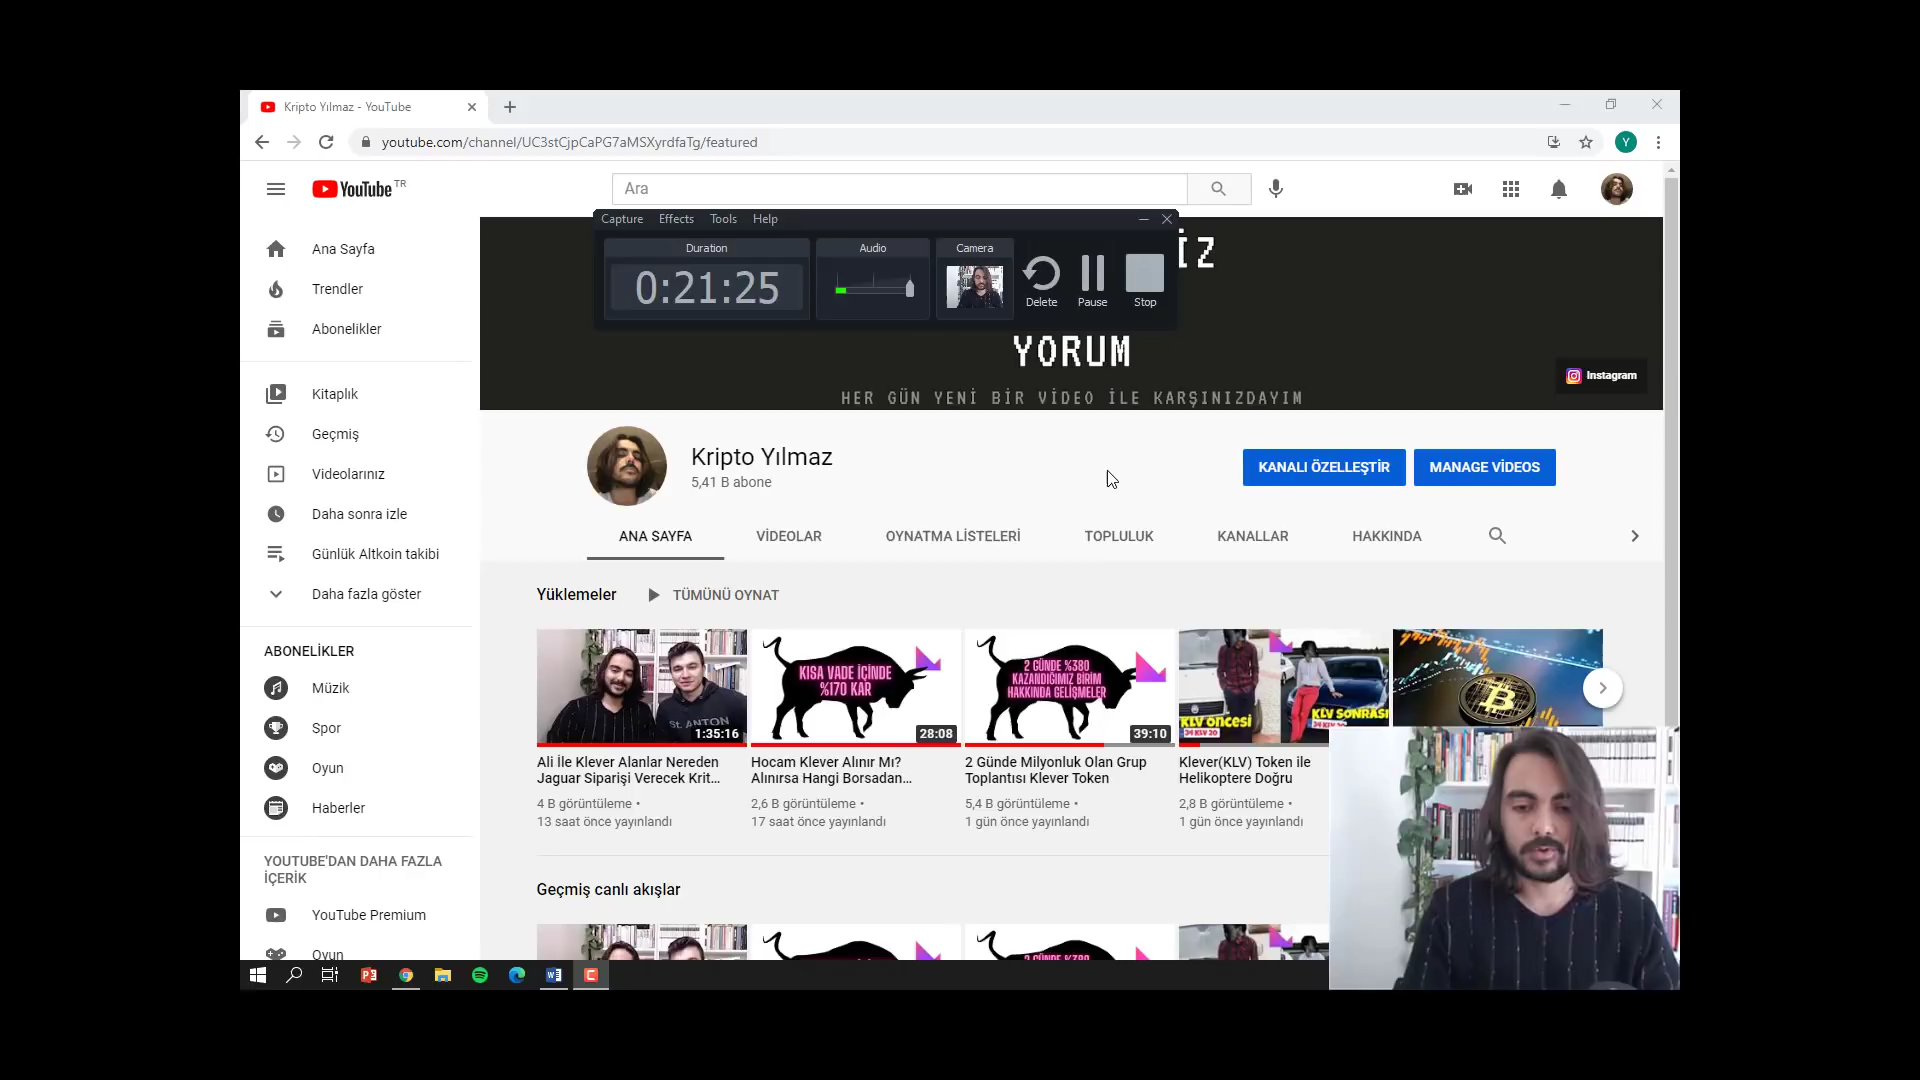 Kripto Yılmaz - YouTube
youtube.com/channel/UC3stCjpCaPG7aMSXyrdfaTg/featured
Y
YouTube TR
Ara
Capture Effects Tools Help
Duration
0:21:25
Audio
Camera
Delete
Pause
Stop
İZ
YORUM
HER GÜN YENİ BİR VİDEO İLE KARŞINIZDAYIM
Instagram
Ana Sayfa
Trendler
Abonelikler
Kitaplık
Geçmiş
Videolarınız
Daha sonra izle
Günlük Altkoin takibi
Daha fazla göster
ABONELİKLER
Müzik
Spor
Oyun
Haberler
YOUTUBE'DAN DAHA FAZLA
İÇERİK
YouTube Premium
Oyun
Kripto Yılmaz
5,41 B abone
KANALI ÖZELLEŞTİR
MANAGE VİDEOS
ANA SAYFA
VİDEOLAR
OYNATMA LİSTELERİ
TOPLULUK
KANALLAR
HAKKINDA
Yüklemeler
TÜMÜNÜ OYNAT
St. ANTON
1:35:16
Ali İle Klever Alanlar Nereden
Jaguar Siparişi Verecek Krit...
4 B görüntüleme •
13 saat önce yayınlandı
KISA VADE İÇİNDE
%170 KAR
28:08
Hocam Klever Alınır Mı?
Alınırsa Hangi Borsadan...
2,6 B görüntüleme •
17 saat önce yayınlandı
2 GÜNDE %380
KAZANDIĞIMIZ BİRİM
HAKKINDA GELİŞMELER
39:10
2 Günde Milyonluk Olan Grup
Toplantısı Klever Token
5,4 B görüntüleme •
1 gün önce yayınlandı
KLV ÖNCESİ
KLV SONRASI
Klever(KLV) Token ile
Helikoptere Doğru
2,8 B görüntüleme •
1 gün önce yayınlandı
Geçmiş canlı akışlar